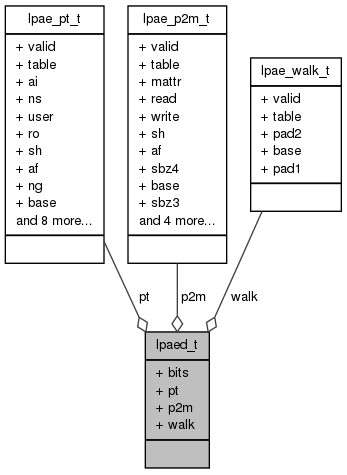 lpae_pt_t
+ valid
+ table
+ ai
+ ns
+ user
+ ro
+ sh
+ af
+ ng
+ base
and 8 more...
lpae_p2m_t
+ valid
+ table
+ mattr
+ read
+ write
+ sh
+ af
+ sbz4
+ base
+ sbz3
and 4 more...
lpae_walk_t
+ valid
+ table
+ pad2
+ base
+ pad1
pt
p2m
walk
lpaed_t
+ bits
+ pt
+ p2m
+ walk